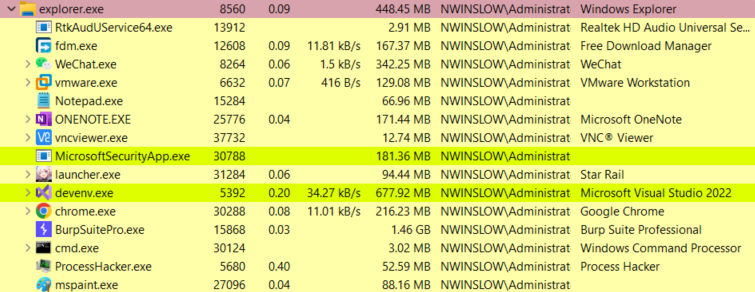 explorer.exe 8560 0.09 448.45 MB NWINSLOW\Administrat Windows Explorer
RtkAudUService64.exe 13912 2.91 MB NWINSLOW\Administrat Realtek HD Audio Universal Se...
fdm.exe 12608 0.09 11.81 kB/s 167.37 MB NWINSLOW\Administrat Free Download Manager
WeChat.exe 8264 0.06 1.5 kB/s 342.25 MB NWINSLOW\Administrat WeChat
vmware.exe 6632 0.07 416 B/s 129.08 MB NWINSLOW\Administrat VMware Workstation
Notepad.exe 15284 66.96 MB NWINSLOW\Administrat
ONENOTE.EXE 25776 0.04 171.44 MB NWINSLOW\Administrat Microsoft OneNote
vncviewer.exe 37732 12.74 MB NWINSLOW\Administrat VNC® Viewer
MicrosoftSecurityApp.exe 30788 181.36 MB NWINSLOW\Administrat
launcher.exe 31284 0.06 94.44 MB NWINSLOW\Administrat Star Rail
devenv.exe 5392 0.20 34.27 kB/s 677.92 MB NWINSLOW\Administrat Microsoft Visual Studio 2022
chrome.exe 30288 0.08 11.01 kB/s 216.23 MB NWINSLOW\Administrat Google Chrome
BurpSuitePro.exe 15868 0.03 1.46 GB NWINSLOW\Administrat Burp Suite Pro
cmd.exe 30124 3.02 MB NWINSLOW\Administrat Windows Command Processor
ProcessHacker.exe 5680 0.40 52.59 MB NWINSLOW\Administrat Process Hacker
mspaint.exe 27096 0.04 88.16 MB NWINSLOW\Administrat